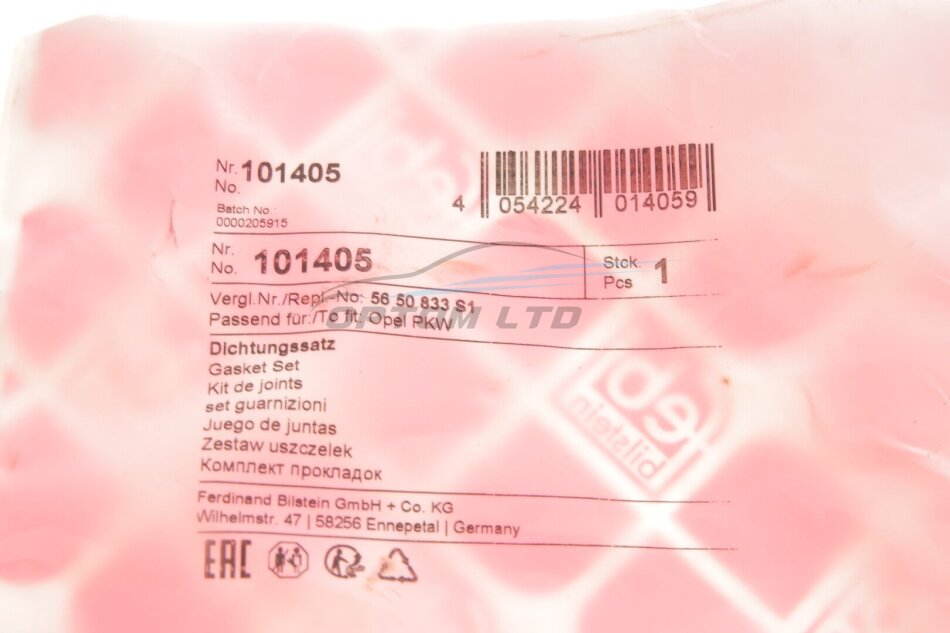 Nr.
No. 101405
Batch No.:
0000205915
4 054224 014059
Nr.
No. 101405
Stck.
Pcs 1
Vergl.Nr./Repl.-No: 56 50 833 S1
Passend für:/To fit: Opel PKW
OPTOM LTD
Dichtungssatz
Gasket Set
Kit de joints
set guarnizioni
Juego de juntas
Zestaw uszczelek
Комплект прокладок
Ferdinand Bilstein GmbH + Co. KG
Wilhelmstr. 47 | 58256 Ennepetal | Germany
EAC
febi
bilstein